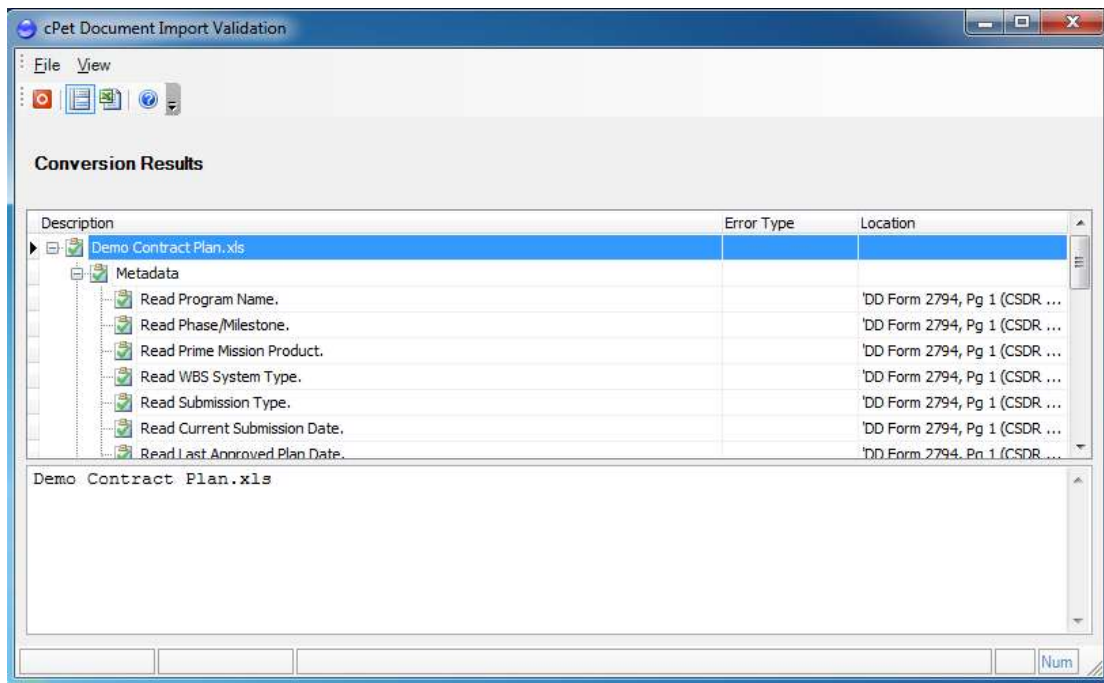 cPet Document Import Validation
File View
Conversion Results
Description Error Type Location
Demo Contract Plan.xls
Metadata
Read Program Name. 'DD Form 2794, Pg 1 (CSDR ...
Read Phase/Milestone. 'DD Form 2794, Pg 1 (CSDR ...
Read Prime Mission Product. 'DD Form 2794, Pg 1 (CSDR ...
Read WBS System Type. 'DD Form 2794, Pg 1 (CSDR ...
Read Submission Type. 'DD Form 2794, Pg 1 (CSDR ...
Read Current Submission Date. 'DD Form 2794, Pg 1 (CSDR ...
Read Last Approved Plan Date. 'DD Form 2794, Pg 1 (CSDR ...
Demo Contract Plan.xls
Num